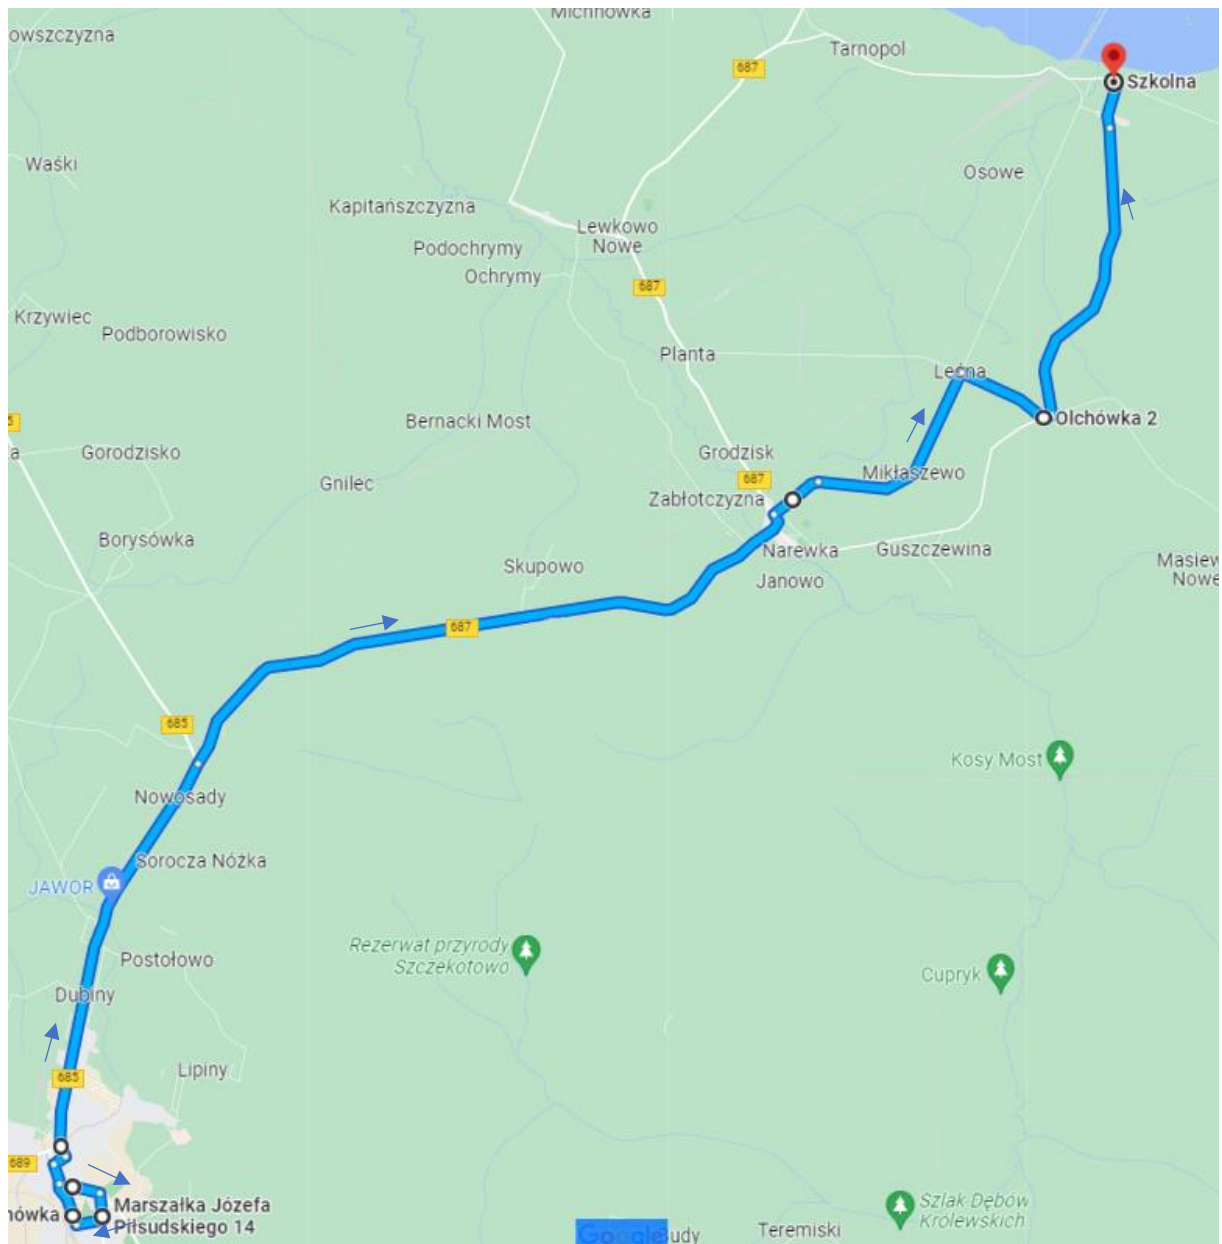 Michnówka
owszczyzna
Tarnopol
687
Szkolna
Waśki
Osowe
Kapitańszczyzna
Lewkowo
Nowe
Podochrymy
Ochrymy
687
Krzywiec
Podborowisko
Planta
Leśna
Bernacki Most
Olchówka 2
Gorodzisko
Grodzisk
Mikłaszewo
Gnilec
687
Zabłotczyzna
Borysówka
Narewka
Guszczewina
Skupowo
Janowo
Masiew
Nowe
687
685
Kosy Most
Nowosady
Sorocza Nóżka
JAWOR
Rezerwat przyrody
Szczekotowo
Postołowo
Cupryk
Dubiny
Lipiny
685
689
Marszałka Józefa
Piłsudskiego 14
nówka
Szlak Dębów
Królewskich
Google
udy
Teremiski